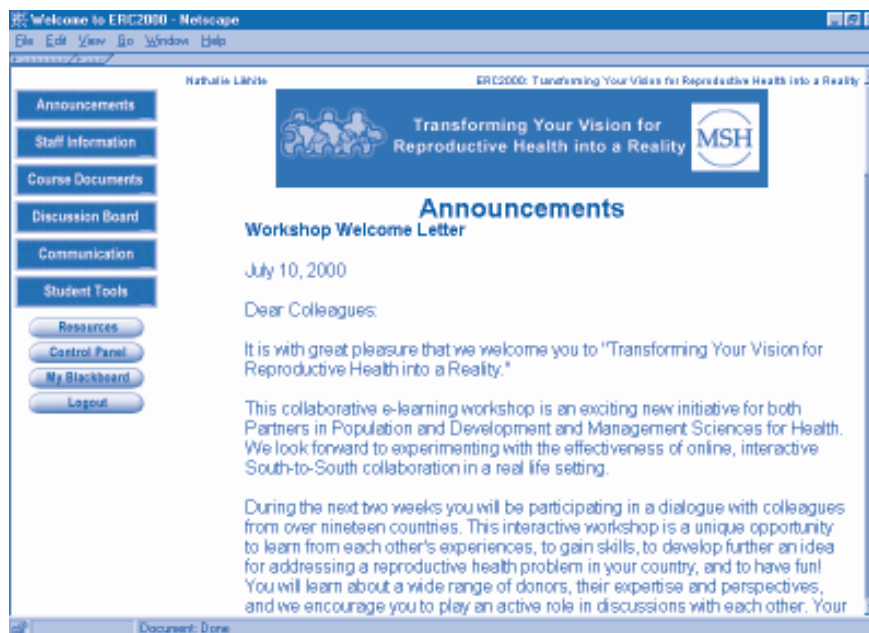 Welcome to ERC2000 - Netscape
File Edit View Go Window Help
Nathalie Lähite ERC2000: Transforming Your Vision for Reproductive Health into a Reality
Announcements
Staff Information
Course Documents
Discussion Board
Communication
Student Tools
Resources
Control Panel
My Blackboard
Logout
Transforming Your Vision for
Reproductive Health into a Reality
MSH
Announcements
Workshop Welcome Letter
July 10, 2000
Dear Colleagues:
It is with great pleasure that we welcome you to "Transforming Your Vision for
Reproductive Health into a Reality."
This collaborative e-learning workshop is an exciting new initiative for both
Partners in Population and Development and Management Sciences for Health.
We look forward to experimenting with the effectiveness of online, interactive
South-to-South collaboration in a real life setting.
During the next two weeks you will be participating in a dialogue with colleagues
from over nineteen countries. This interactive workshop is a unique opportunity
to learn from each other's experiences, to gain skills, to develop further an idea
for addressing a reproductive health problem in your country, and to have fun!
You will learn about a wide range of donors, their expertise and perspectives,
and we encourage you to play an active role in discussions with each other. Your
Document: Done